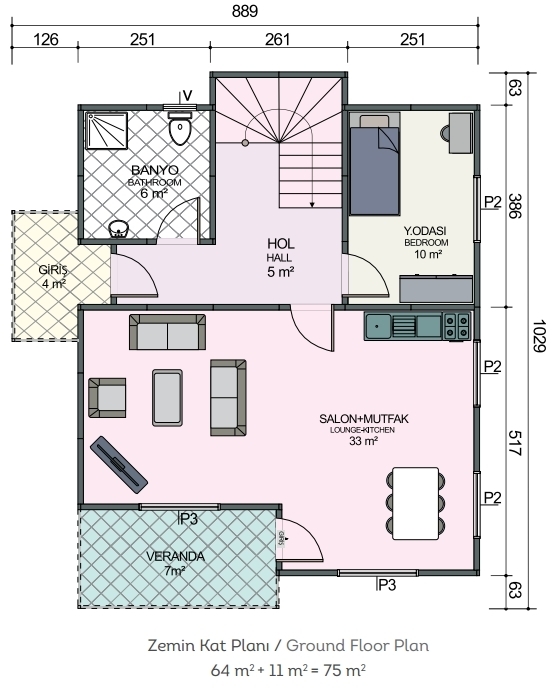 889
126
251
261
251
63
V
BANYO
BATHROOM
6 m²
386
P2
Y.ODASI
BEDROOM
10 m²
HOL
HALL
5 m²
GİRİŞ
4 m²
1029
P2
SALON+MUTFAK
LOUNGE-KITCHEN
33 m²
517
P2
P3
GİRİŞ
VERANDA
7m²
P3
63
Zemin Kat Planı / Ground Floor Plan
64 m² + 11 m² = 75 m²